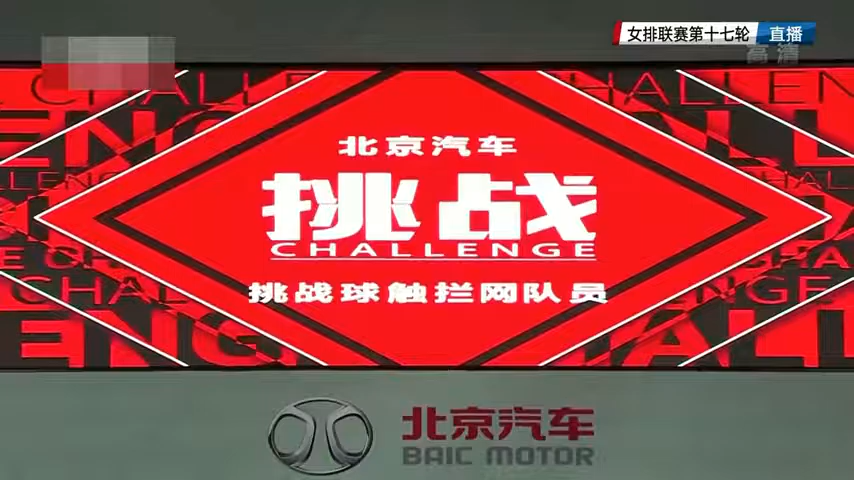 女排联赛第十七轮 直播
高清
CHALLENGE
北京汽车
挑战
CHALLENGE
挑战球触拦网队员
北京汽车
BAIC MOTOR